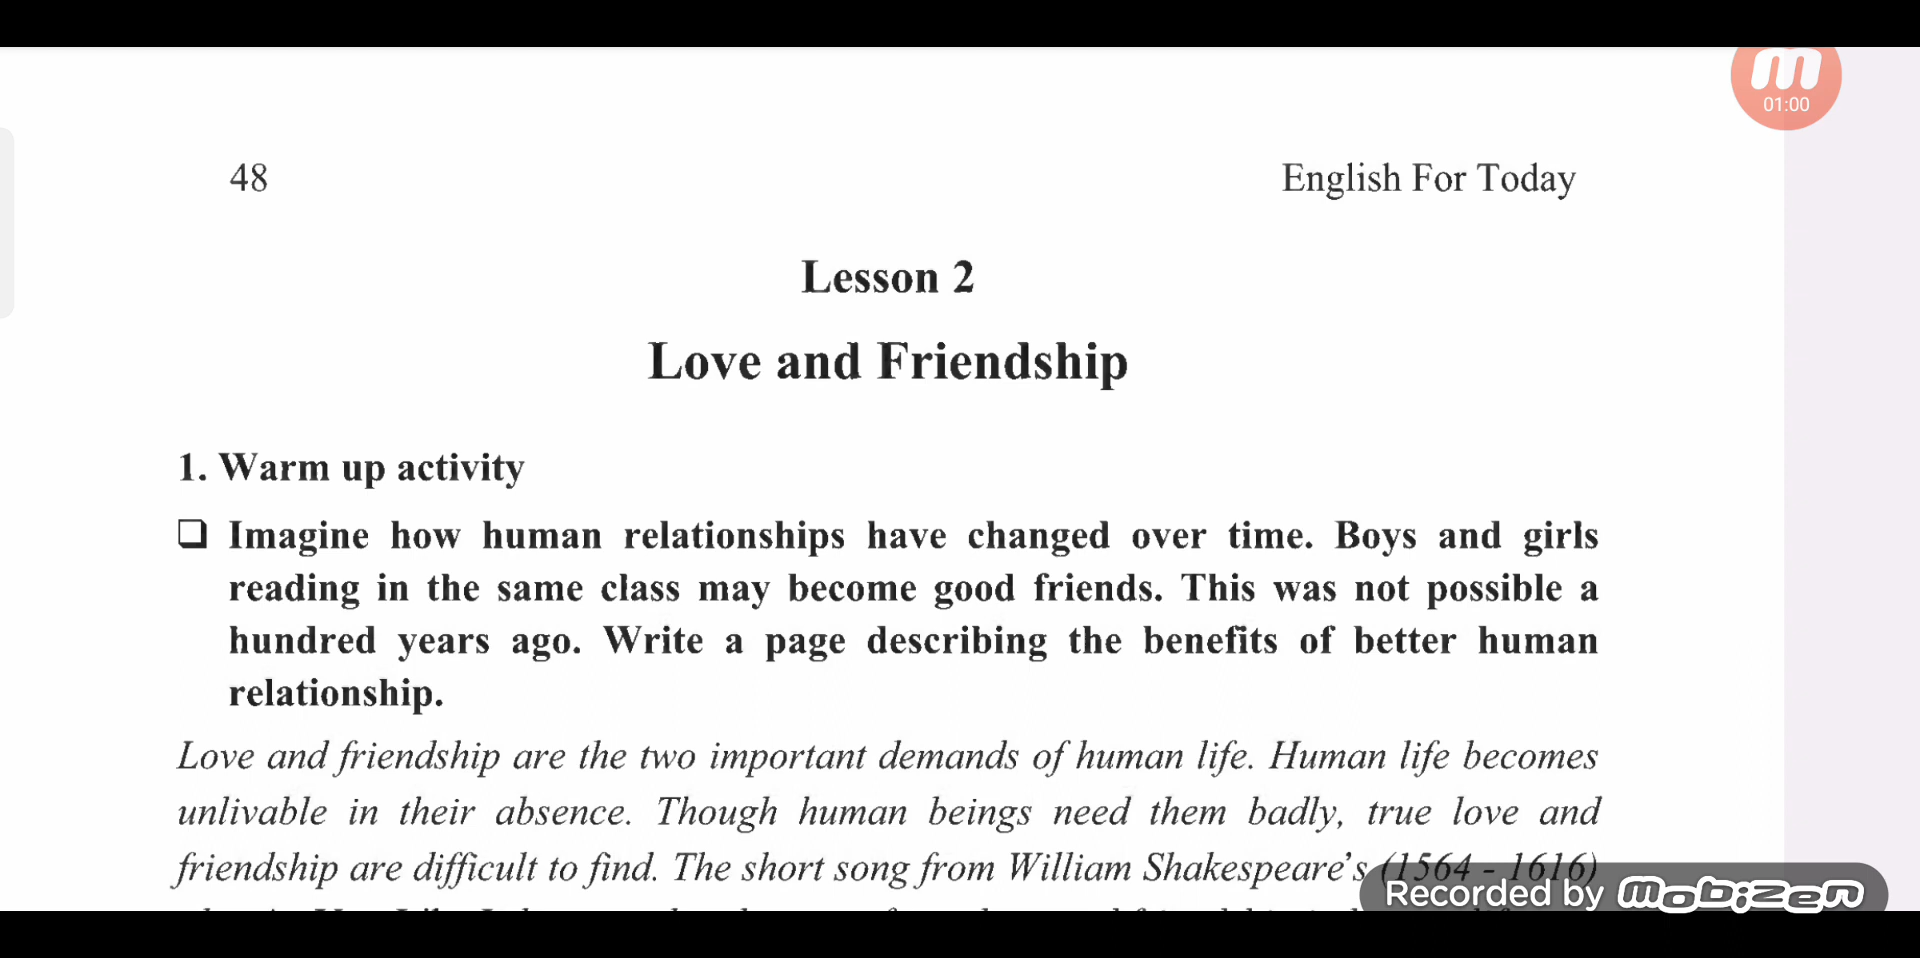 01:00
48 English For Today
Lesson 2
Love and Friendship
1. Warm up activity
❑ Imagine how human relationships have changed over time. Boys and girls
reading in the same class may become good friends. This was not possible a
hundred years ago. Write a page describing the benefits of better human
relationship.
Love and friendship are the two important demands of human life. Human life becomes
unlivable in their absence. Though human beings need them badly, true love and
friendship are difficult to find. The short song from William Shakespeare's (1564 - 1616)
Recorded by mobizen